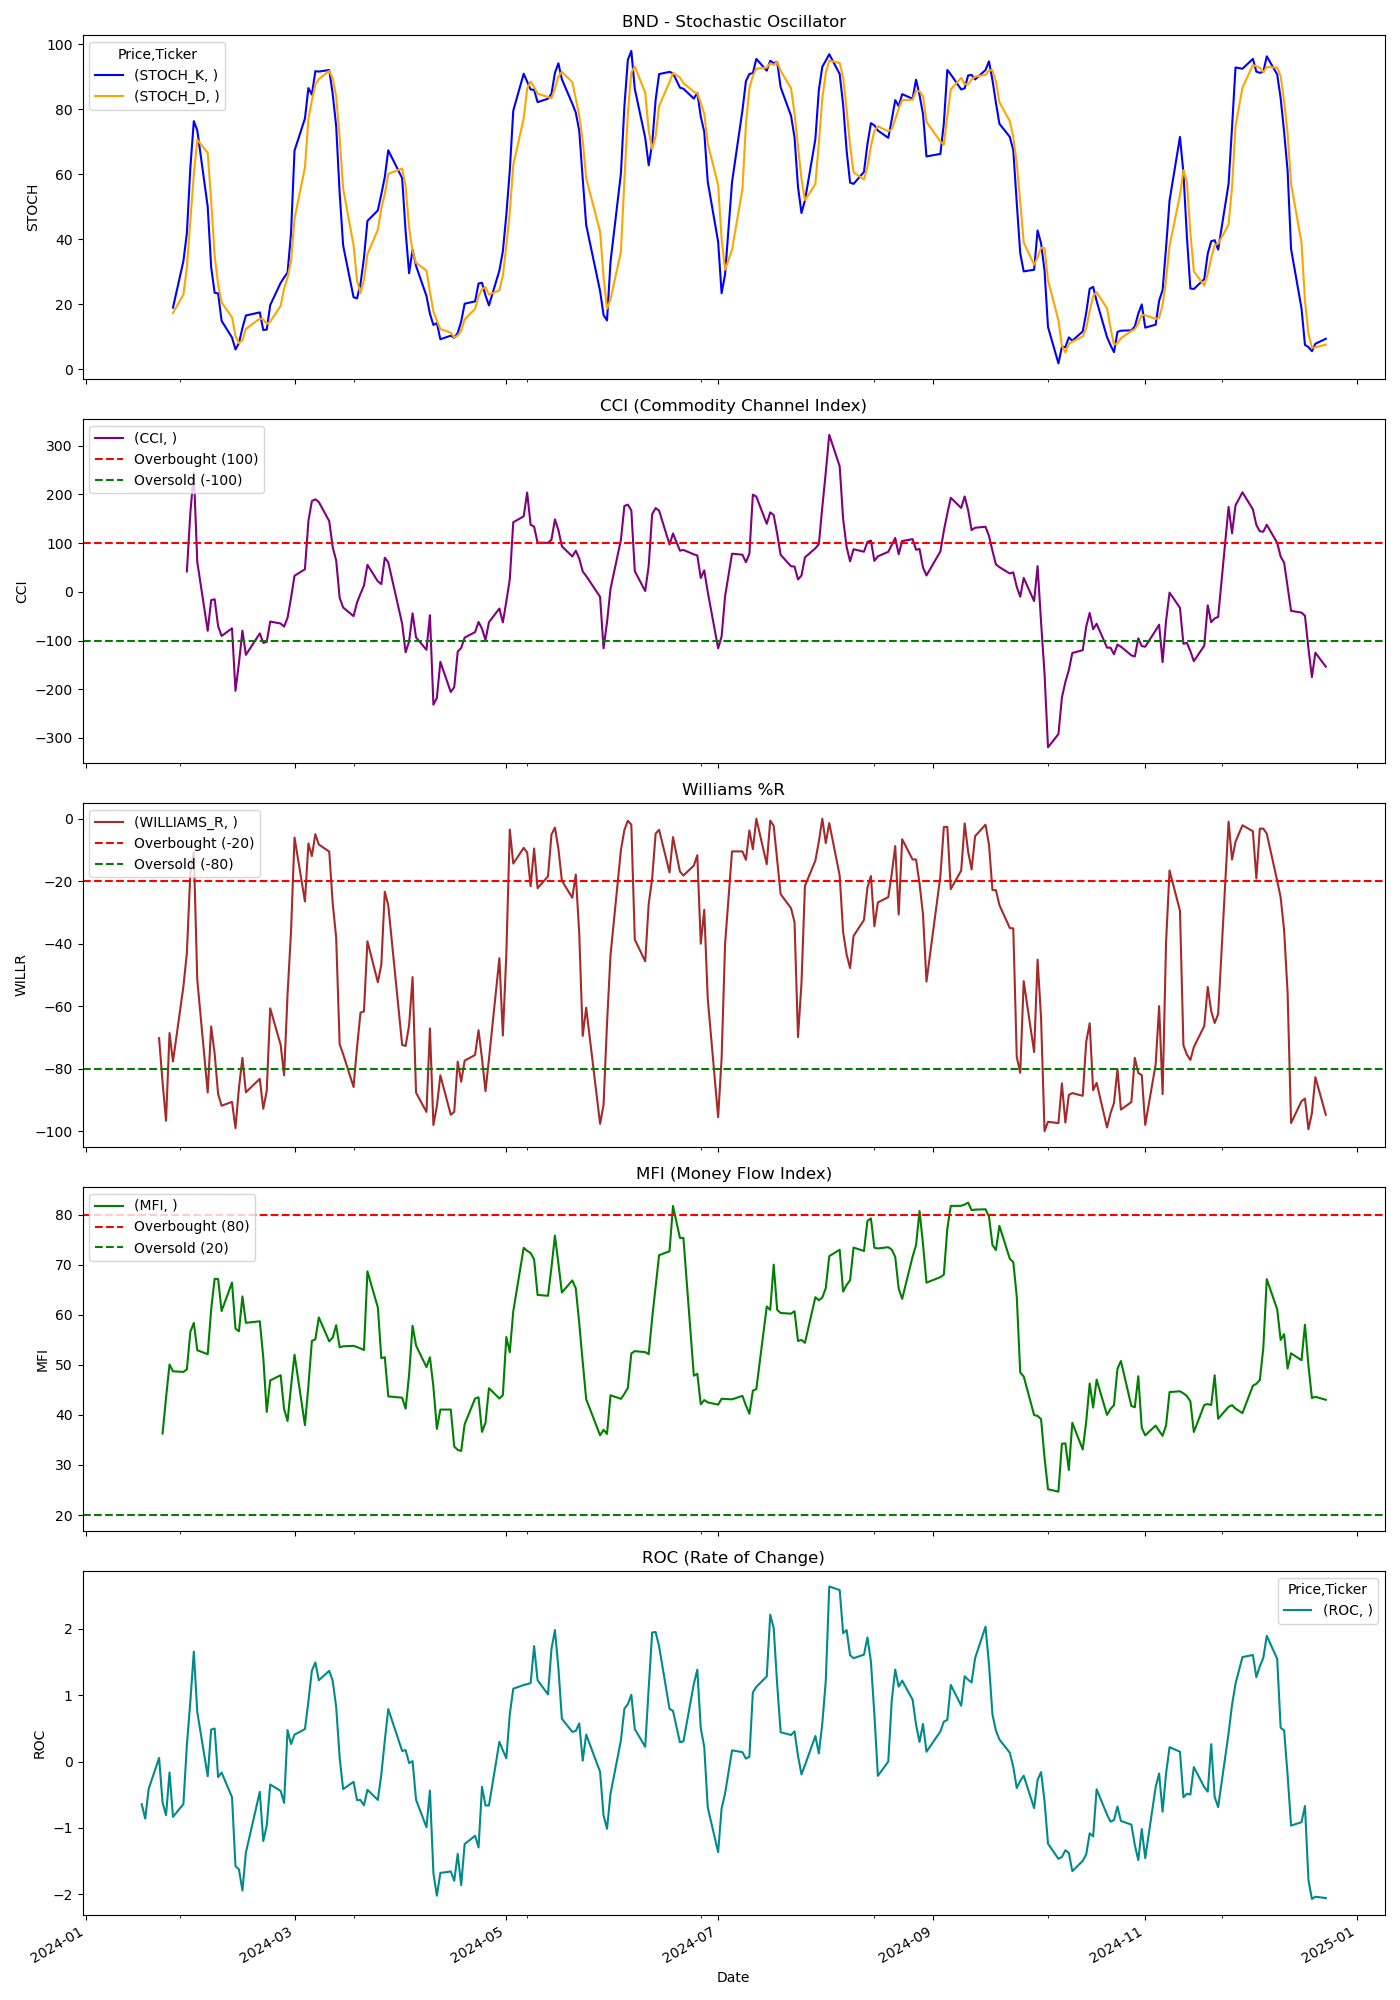 BND - Stochastic Oscillator
Price,Ticker
(STOCH_K, )
(STOCH_D, )
STOCH
100
80
60
40
20
0
CCI (Commodity Channel Index)
(CCI, )
Overbought (100)
Oversold (-100)
CCI
300
200
100
0
−100
−200
−300
Williams %R
(WILLIAMS_R, )
Overbought (-20)
Oversold (-80)
WILLR
0
−20
−40
−60
−80
−100
MFI (Money Flow Index)
(MFI, )
Overbought (80)
Oversold (20)
MFI
80
70
60
50
40
30
20
ROC (Rate of Change)
Price,Ticker
(ROC, )
ROC
2
1
0
−1
−2
2024-01
2024-03
2024-05
2024-07
2024-09
2024-11
2025-01
Date